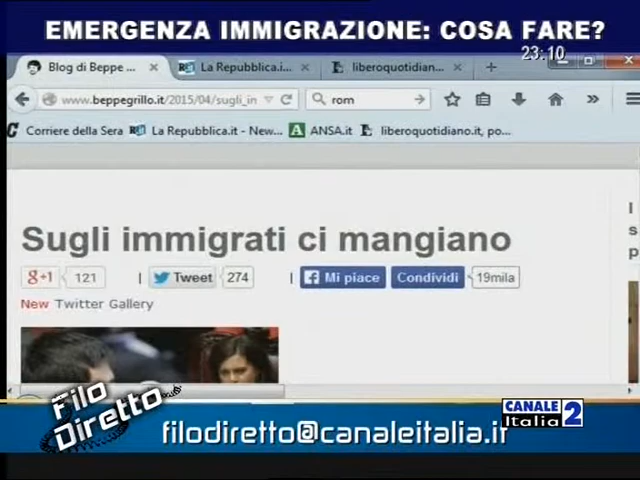 EMERGENZA IMMIGRAZIONE: COSA FARE?
23:10
Blog di Beppe ... × La Repubblica.i... × liberoquotidian... × +
www.beppegrillo.it/2015/04/sugli_in rom
Corriere della Sera La Repubblica.it - New... A ANSA.it liberoquotidiano.it, po...
I
s
p
Sugli immigrati ci mangiano
g+1 121 Tweet 274 Mi piace Condividi 19mila
New Twitter Gallery
Filo
Diretto
CANALE 2
Italia
filodiretto@canaleitalia.it